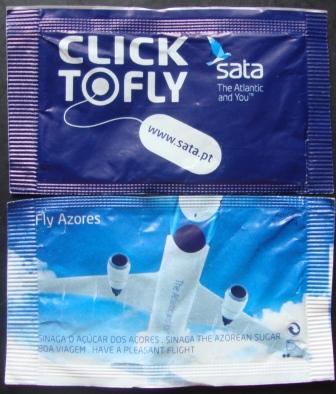 CLICK
TOFLY
sata
The Atlantic
and You™
www.sata.pt
Fly Azores
SINAGA O AÇÚCAR DOS AÇORES . SINAGA THE AZOREAN SUGAR
BOA VIAGEM . HAVE A PLEASANT FLIGHT